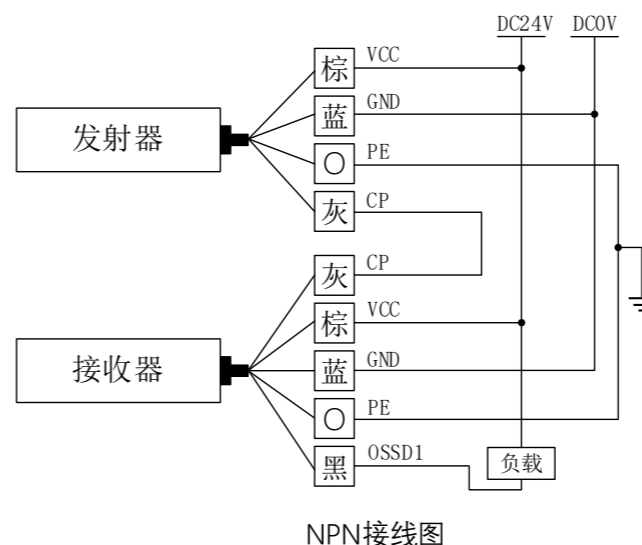 DC24V DC0V
发射器
棕 VCC
蓝 GND
O PE
灰 CP
接收器
灰 CP
棕 VCC
蓝 GND
O PE
黑 OSSD1
负载
NPN接线图